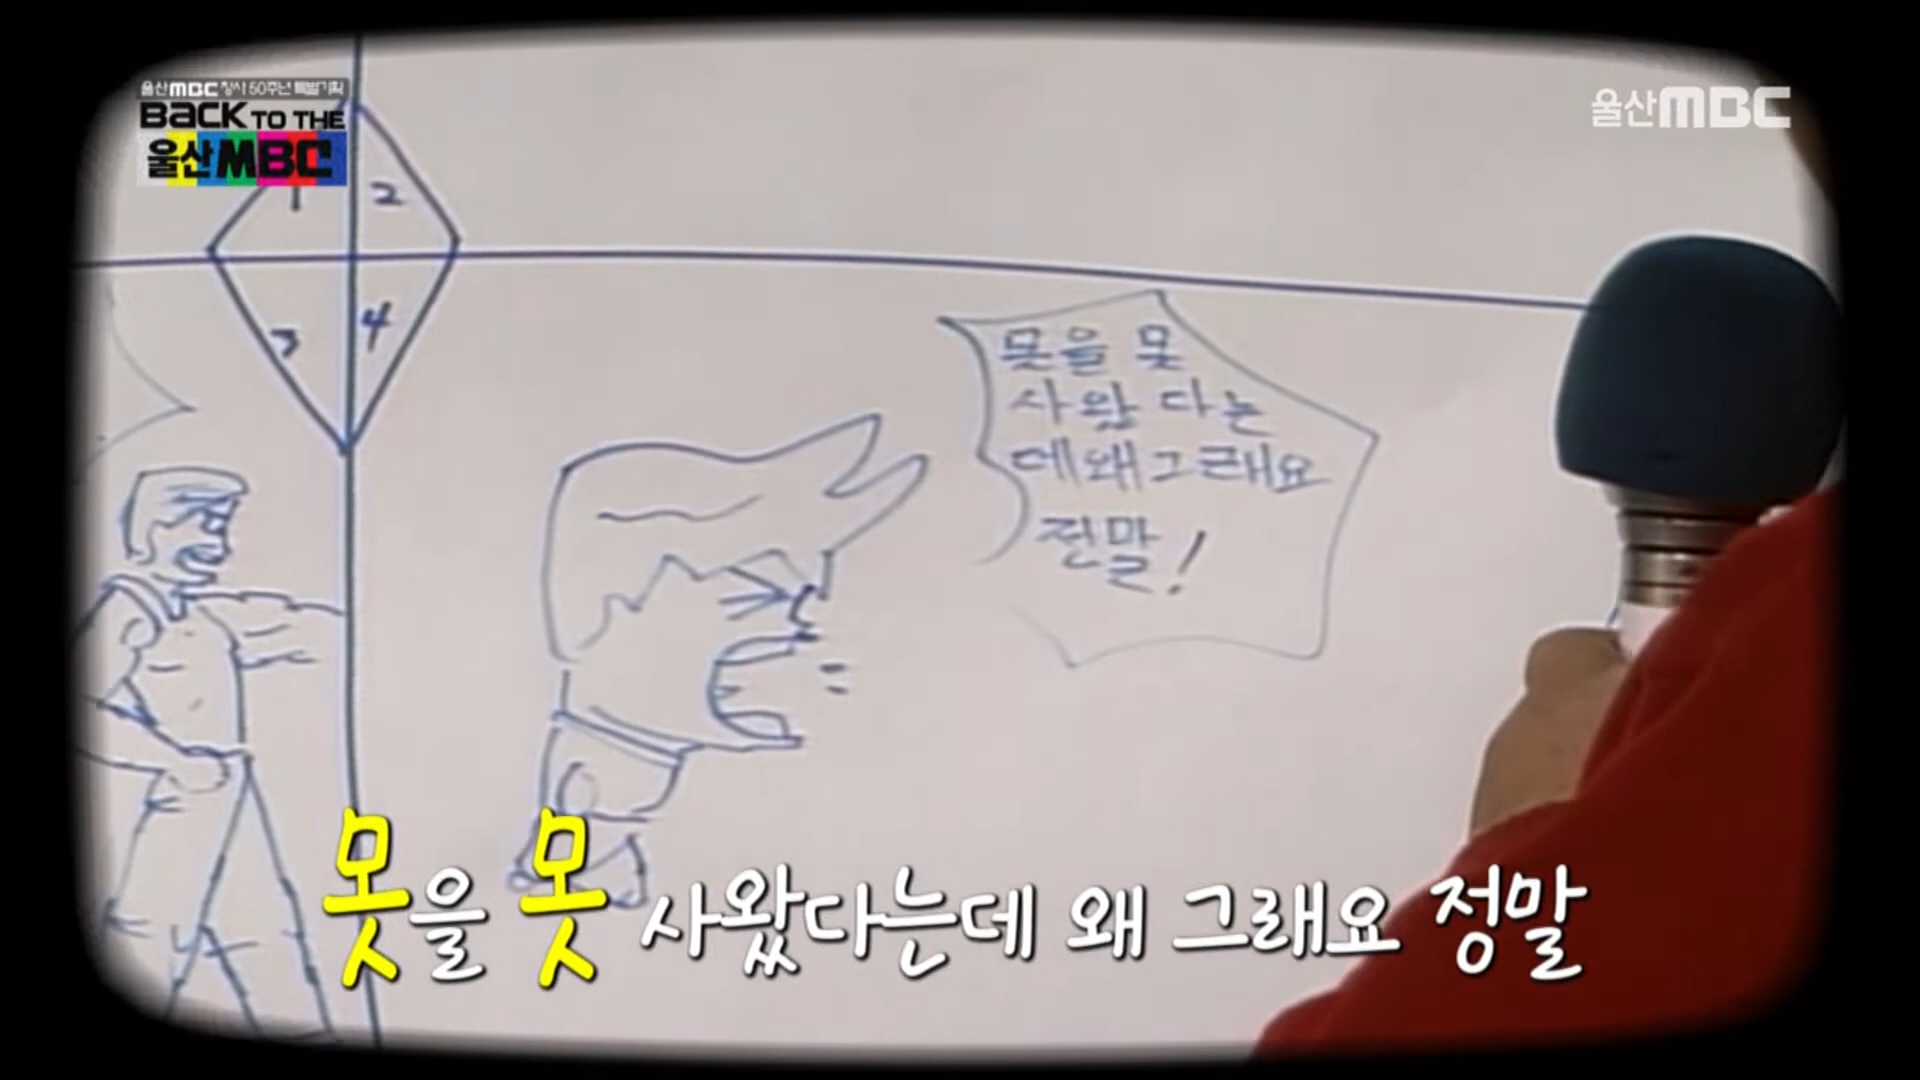 울산MBC 창사 50주년 특별기획
BACK TO THE
울산MBC
울산MBC
1
2
3
4
못을 못
사왔다는
데 왜 그래요
전말!
못을 못 사왔다는데 왜 그래요 정말